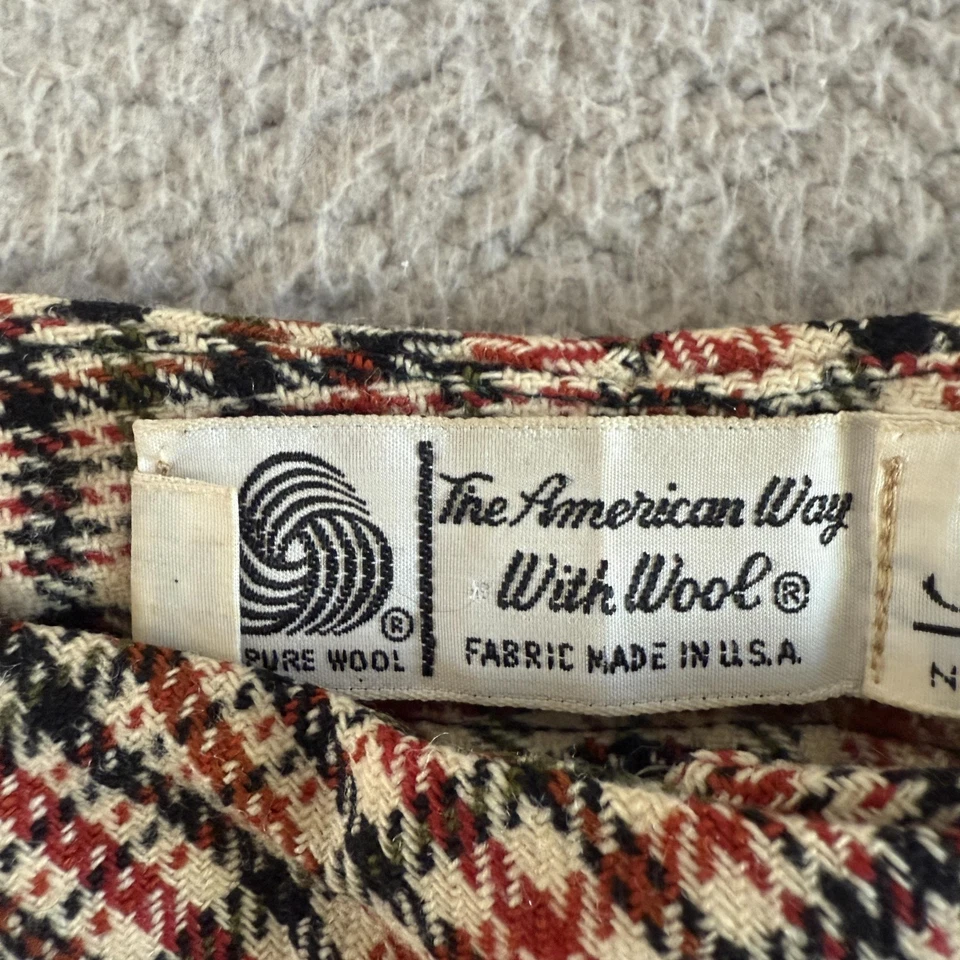 The American Way
With Wool®
®
PURE WOOL
FABRIC MADE IN U.S.A.